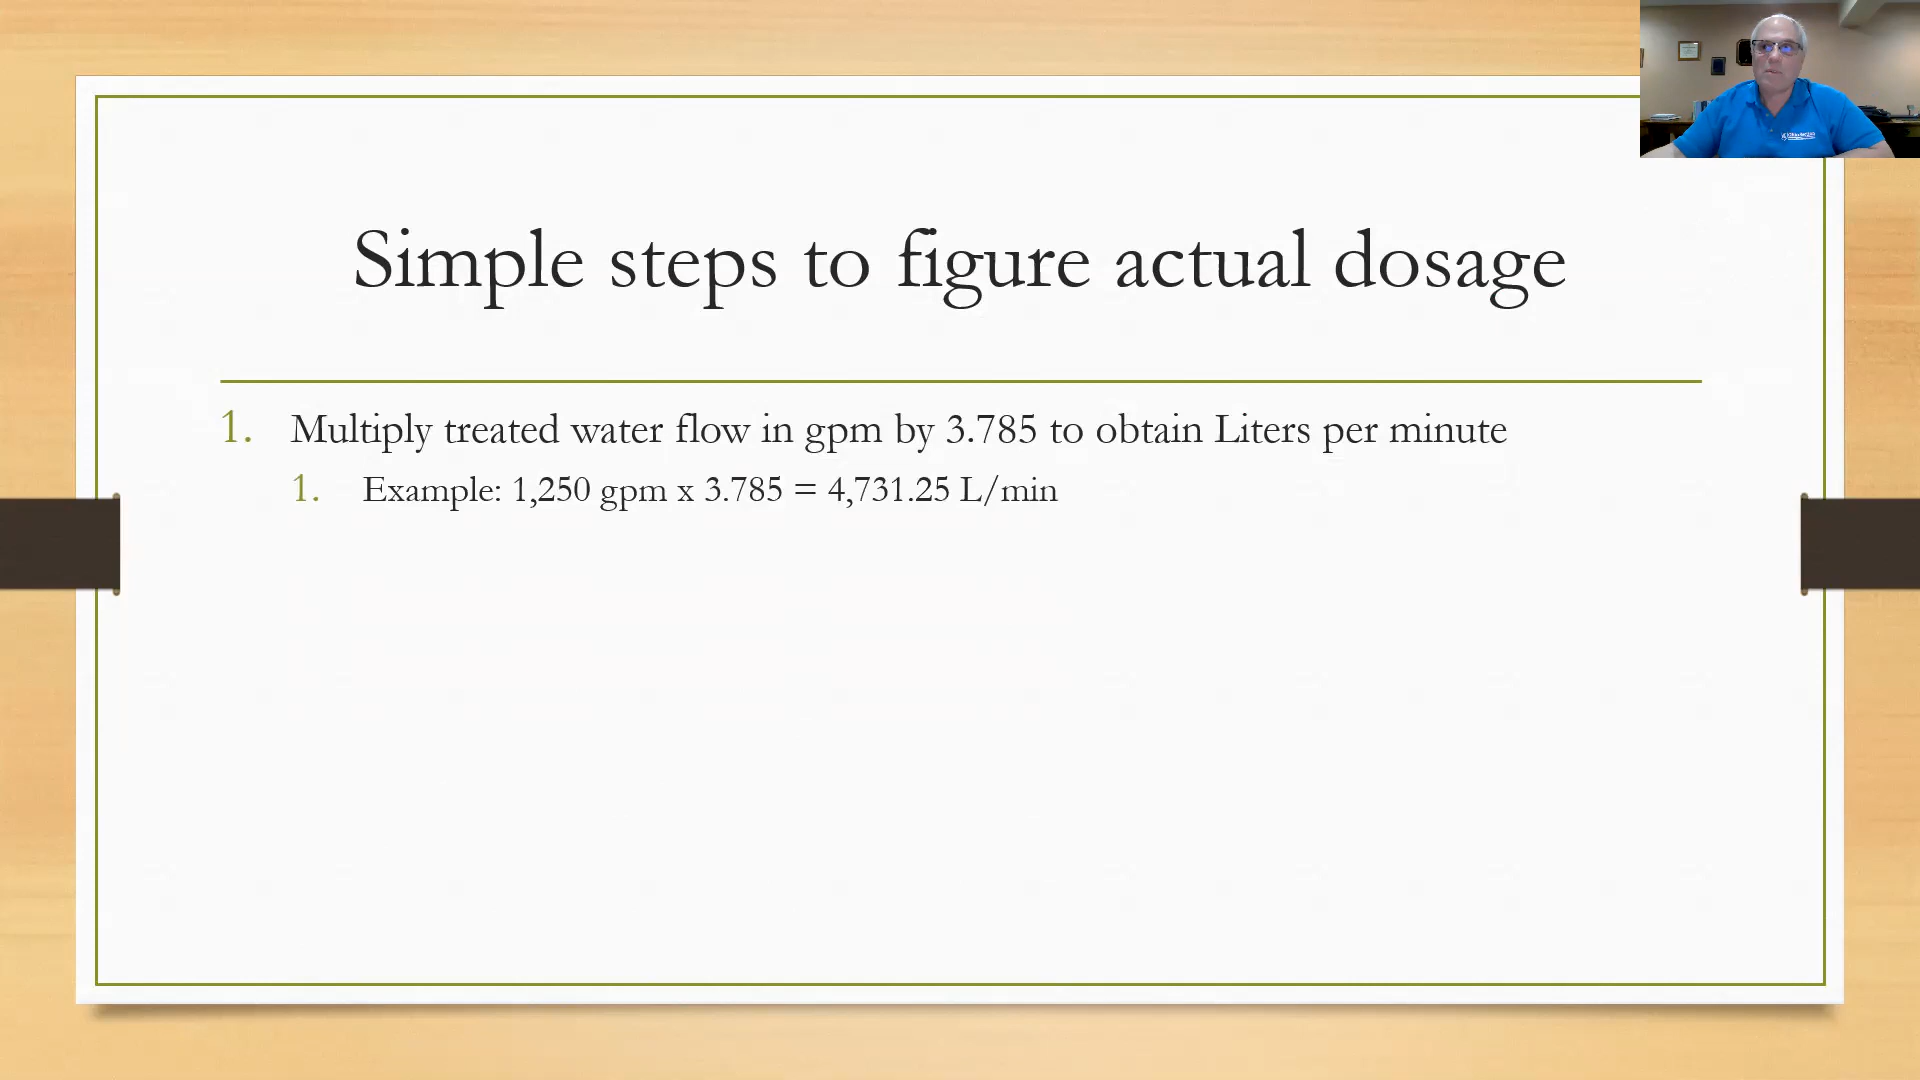 Simple steps to figure actual dosage
1. Multiply treated water flow in gpm by 3.785 to obtain Liters per minute
1. Example: 1,250 gpm x 3.785 = 4,731.25 L/min